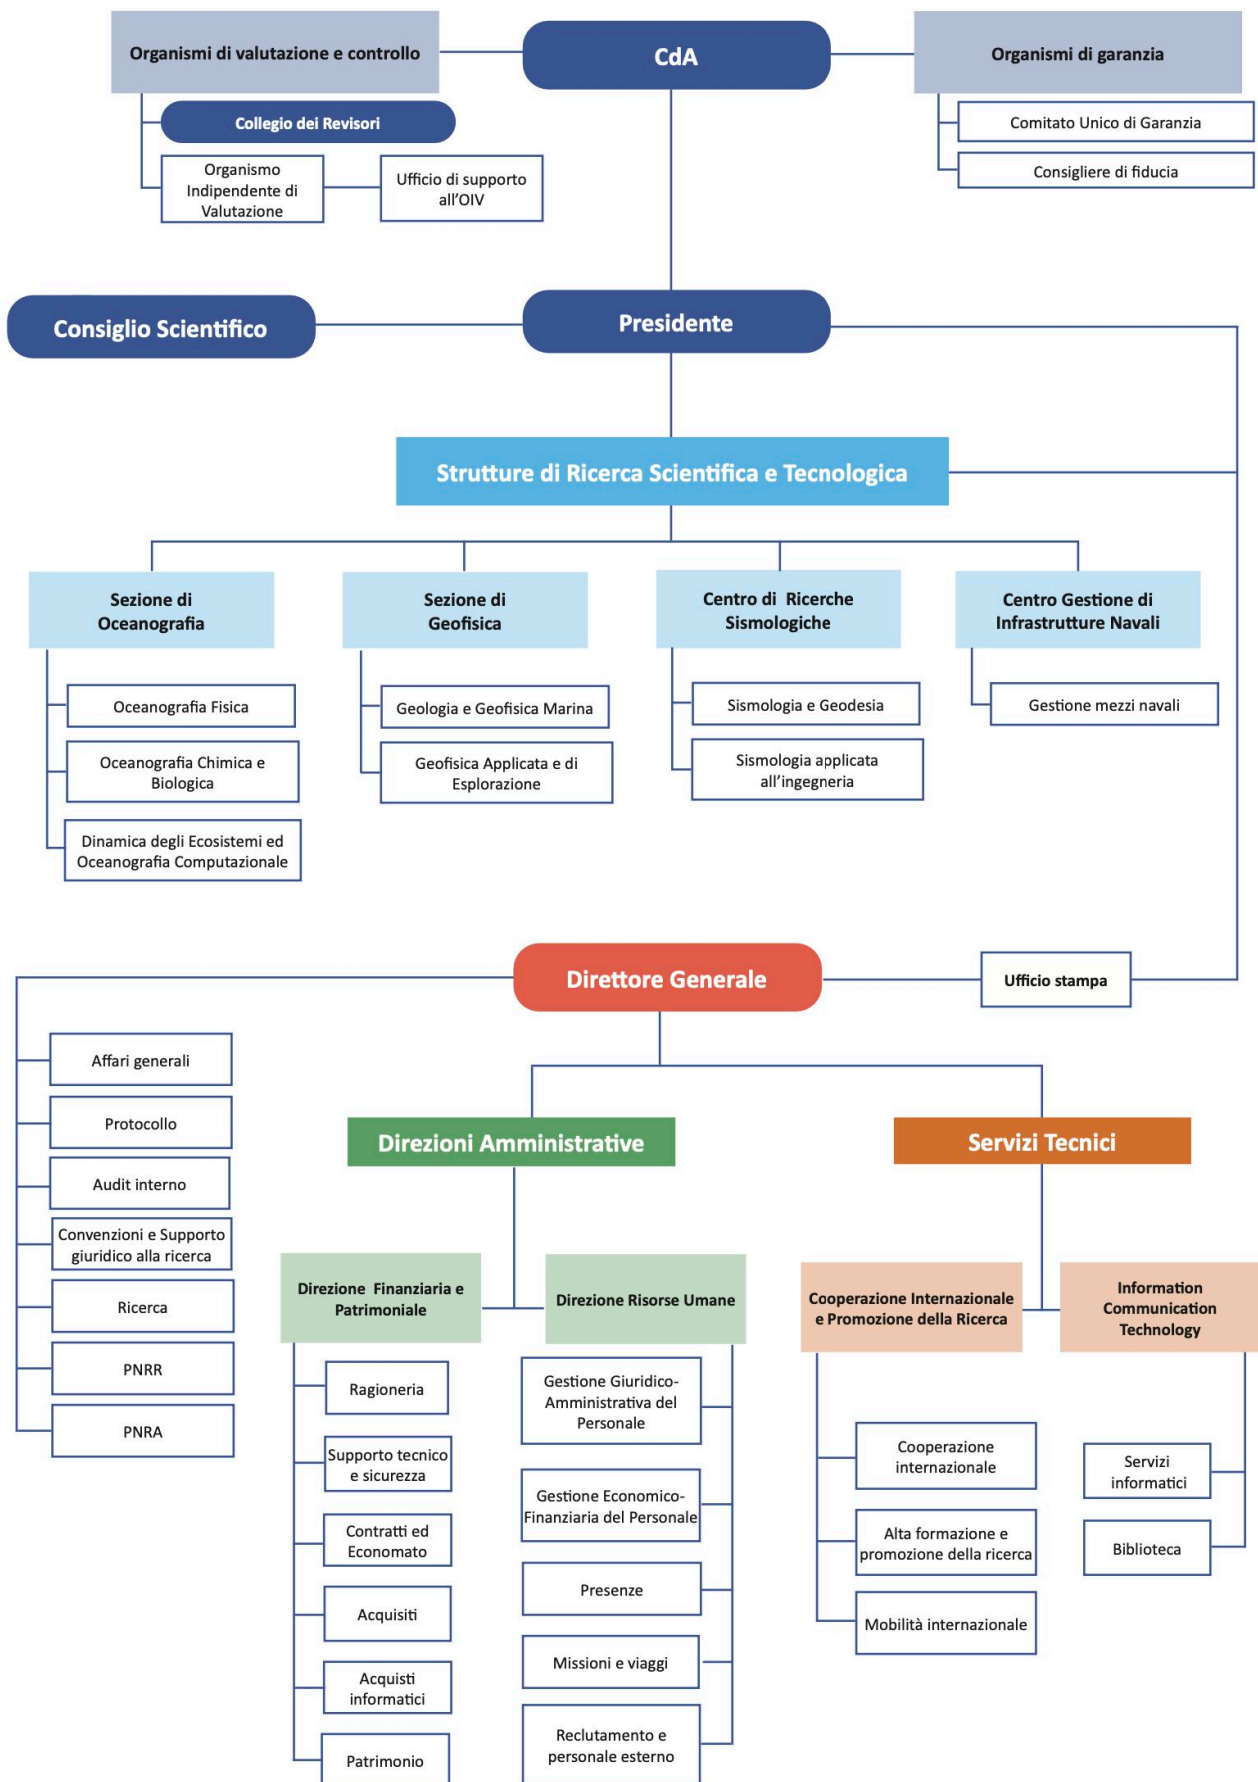 Organismi di valutazione e controllo
CdA
Organismi di garanzia
Collegio dei Revisori
Comitato Unico di Garanzia
Organismo
Indipendente di
Valutazione
Ufficio di supporto
all'OIV
Consigliere di fiducia
Consiglio Scientifico
Presidente
Strutture di Ricerca Scientifica e Tecnologica
Sezione di
Oceanografia
Sezione di
Geofisica
Centro di Ricerche
Sismologiche
Centro Gestione di
Infrastrutture Navali
Oceanografia Fisica
Oceanografia Chimica e
Biologica
Dinamica degli Ecosistemi ed
Oceanografia Computazionale
Geologia e Geofisica Marina
Geofisica Applicata e di
Esplorazione
Sismologia e Geodesia
Sismologia applicata
all'ingegneria
Gestione mezzi navali
Direttore Generale
Ufficio stampa
Affari generali
Protocollo
Audit interno
Convenzioni e Supporto
giuridico alla ricerca
Ricerca
PNRR
PNRA
Direzioni Amministrative
Servizi Tecnici
Direzione Finanziaria e
Patrimoniale
Direzione Risorse Umane
Cooperazione Internazionale
e Promozione della Ricerca
Information
Communication
Technology
Ragioneria
Supporto tecnico
e sicurezza
Contratti ed
Economato
Acquisiti
Acquisti
informatici
Patrimonio
Gestione Giuridico-
Amministrativa del
Personale
Gestione Economico-
Finanziaria del Personale
Presenze
Missioni e viaggi
Reclutamento e
personale esterno
Cooperazione
internazionale
Alta formazione e
promozione della ricerca
Mobilità internazionale
Servizi
informatici
Biblioteca